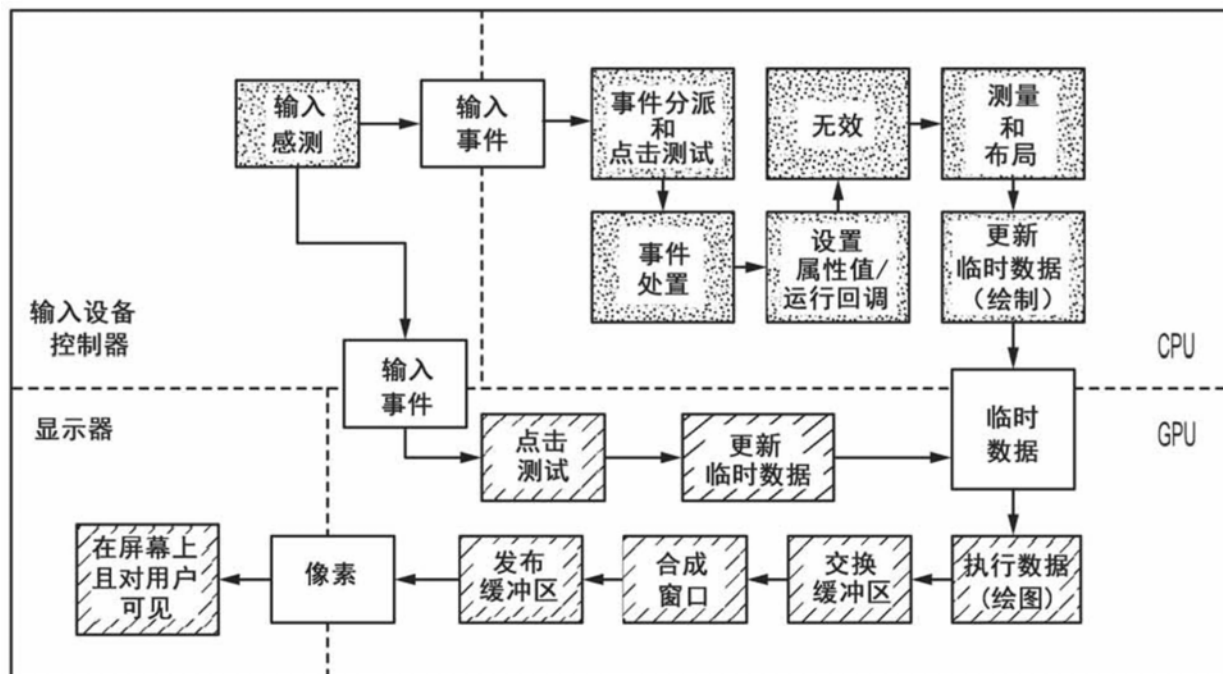 输入
感测
输入
事件
事件分派
和
点击测试
无效
测量
和
布局
事件
处置
设置
属性值/
运行回调
更新
临时数据
(绘制)
输入设备
控制器
CPU
输入
事件
显示器
点击
测试
更新
临时数据
临时
数据
GPU
在屏幕上
且对用户
可见
像素
发布
缓冲区
合成
窗口
交换
缓冲区
执行数据
(绘图)